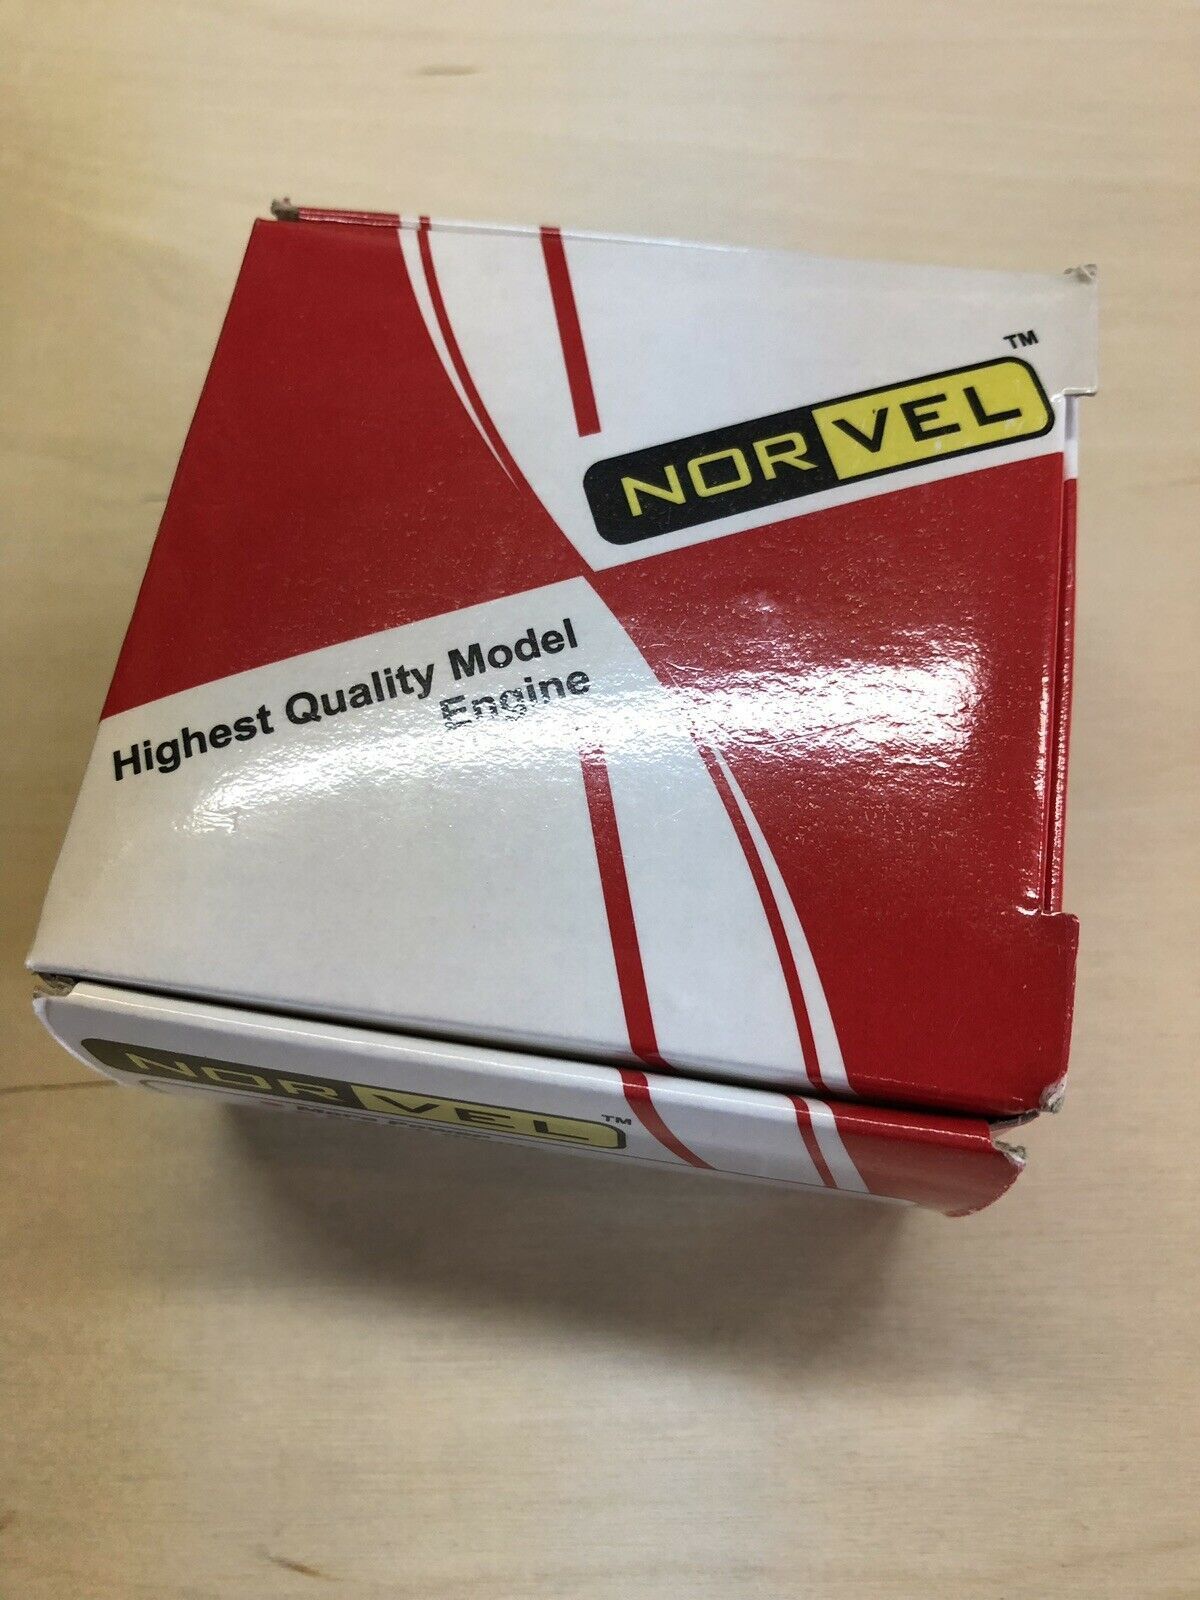 TM
NORVEL
Highest Quality Model
Engine
NORVEL
TM